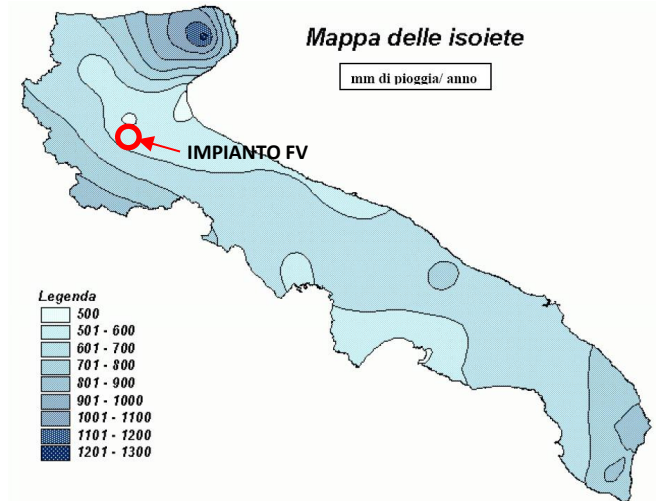 Mappa delle isoiete
mm di pioggia/ anno
IMPIANTO FV
Legenda
500
501 - 600
601 - 700
701 - 800
801 - 900
901 - 1000
1001 - 1100
1101 - 1200
1201 - 1300